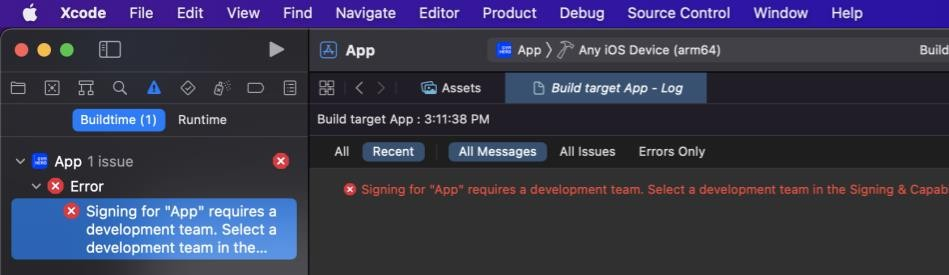 Xcode File Edit View Find Navigate Editor Product Debug Source Control Window Help
App
App 〉 Any iOS Device (arm64)
Build
Assets
Build target App - Log
Buildtime (1) Runtime
Build target App : 3:11:38 PM
All Recent All Messages All Issues Errors Only
App 1 issue
Error
Signing for "App" requires a
development team. Select a
development team in the...
Signing for "App" requires a development team. Select a development team in the Signing & Capab